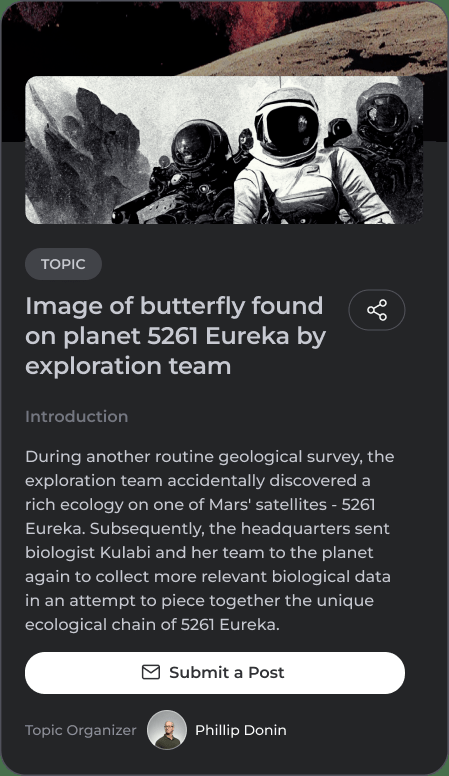 TOPIC
Image of butterfly found
on planet 5261 Eureka by
exploration team
Introduction
During another routine geological survey, the
exploration team accidentally discovered a
rich ecology on one of Mars' satellites - 5261
Eureka. Subsequently, the headquarters sent
biologist Kulabi and her team to the planet
again to collect more relevant biological data
in an attempt to piece together the unique
ecological chain of 5261 Eureka.
Submit a Post
Topic Organizer Phillip Donin